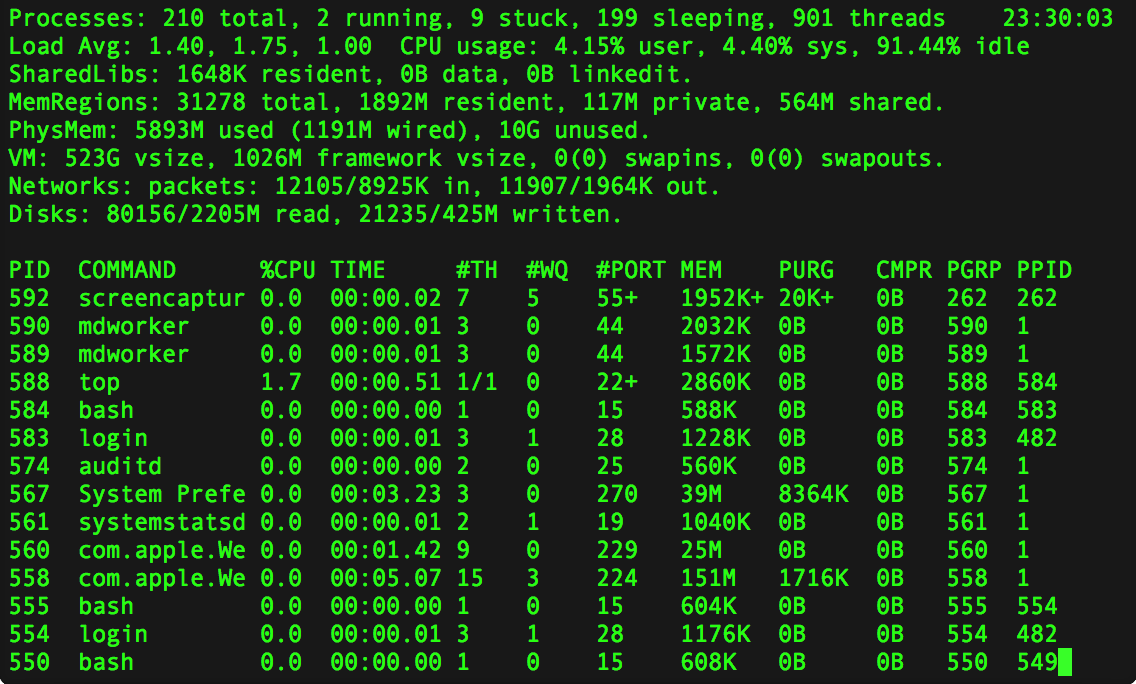 Processes: 210 total, 2 running, 9 stuck, 199 sleeping, 901 threads    23:30:03
Load Avg: 1.40, 1.75, 1.00  CPU usage: 4.15% user, 4.40% sys, 91.44% idle
SharedLibs: 1648K resident, 0B data, 0B linkedit.
MemRegions: 31278 total, 1892M resident, 117M private, 564M shared.
PhysMem: 5893M used (1191M wired), 10G unused.
VM: 523G vsize, 1026M framework vsize, 0(0) swapins, 0(0) swapouts.
Networks: packets: 12105/8925K in, 11907/1964K out.
Disks: 80156/2205M read, 21235/425M written.

PID  COMMAND      %CPU TIME     #TH  #WQ  #PORT MEM    PURG   CMPR PGRP PPID
592  screencaptur 0.0  00:00.02 7    5    55+   1952K+ 20K+   0B   262  262
590  mdworker     0.0  00:00.01 3    0    44    2032K  0B     0B   590  1
589  mdworker     0.0  00:00.01 3    0    44    1572K  0B     0B   589  1
588  top          1.7  00:00.51 1/1  0    22+   2860K  0B     0B   588  584
584  bash         0.0  00:00.00 1    0    15    588K   0B     0B   584  583
583  login        0.0  00:00.01 3    1    28    1228K  0B     0B   583  482
574  auditd       0.0  00:00.00 2    0    25    560K   0B     0B   574  1
567  System Prefe 0.0  00:03.23 3    0    270   39M    8364K  0B   567  1
561  systemstatsd 0.0  00:00.01 2    1    19    1040K  0B     0B   561  1
560  com.apple.We 0.0  00:01.42 9    0    229   25M    0B     0B   560  1
558  com.apple.We 0.0  00:05.07 15   3    224   151M   1716K  0B   558  1
555  bash         0.0  00:00.00 1    0    15    604K   0B     0B   555  554
554  login        0.0  00:00.01 3    1    28    1176K  0B     0B   554  482
550  bash         0.0  00:00.00 1    0    15    608K   0B     0B   550  549